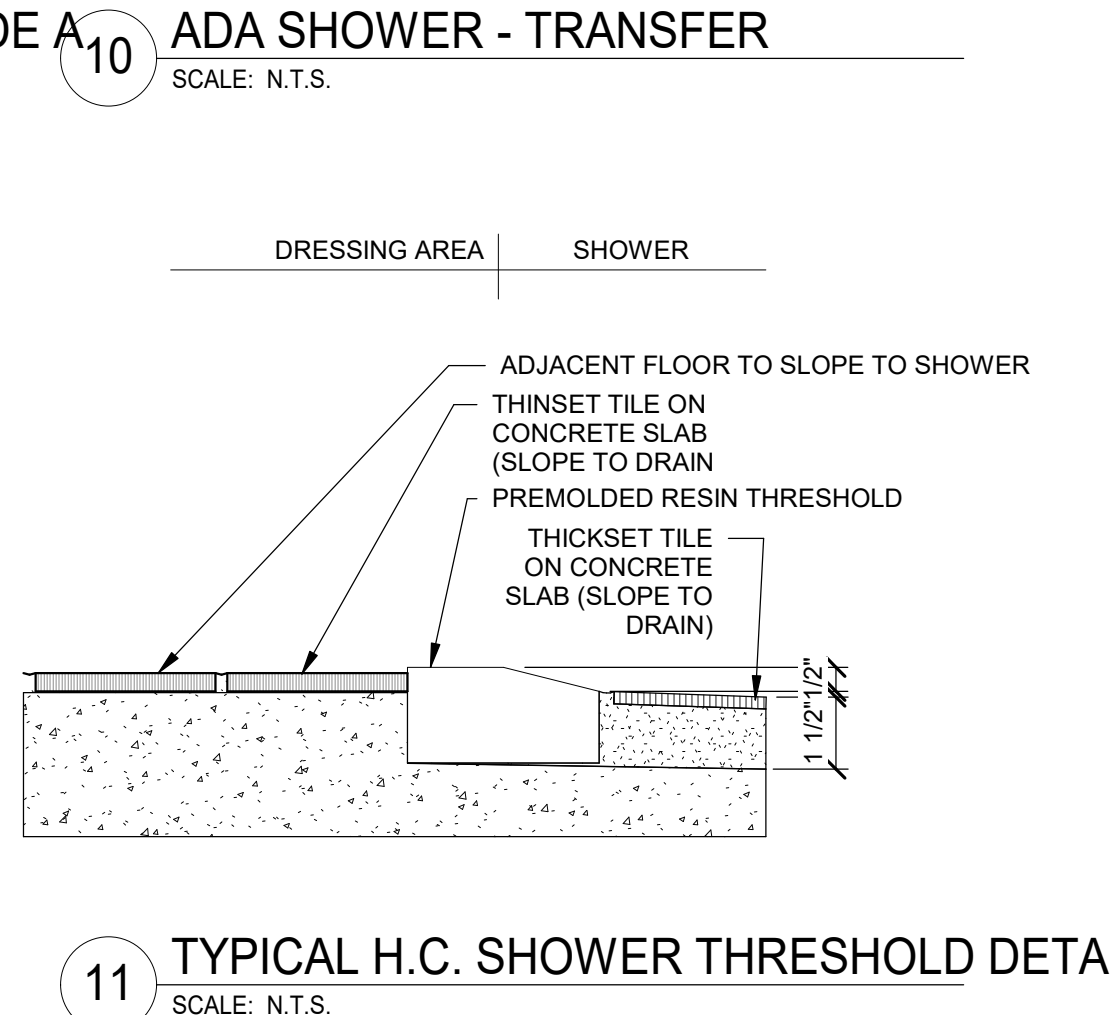 DE A
10
ADA SHOWER - TRANSFER
SCALE: N.T.S.
DRESSING AREA
SHOWER
ADJACENT FLOOR TO SLOPE TO SHOWER
THINSET TILE ON
CONCRETE SLAB
(SLOPE TO DRAIN
PREMOLDED RESIN THRESHOLD
THICKSET TILE
ON CONCRETE
SLAB (SLOPE TO
DRAIN)
1/2"
1 1/2"
11
TYPICAL H.C. SHOWER THRESHOLD DETA
SCALE: N.T.S.